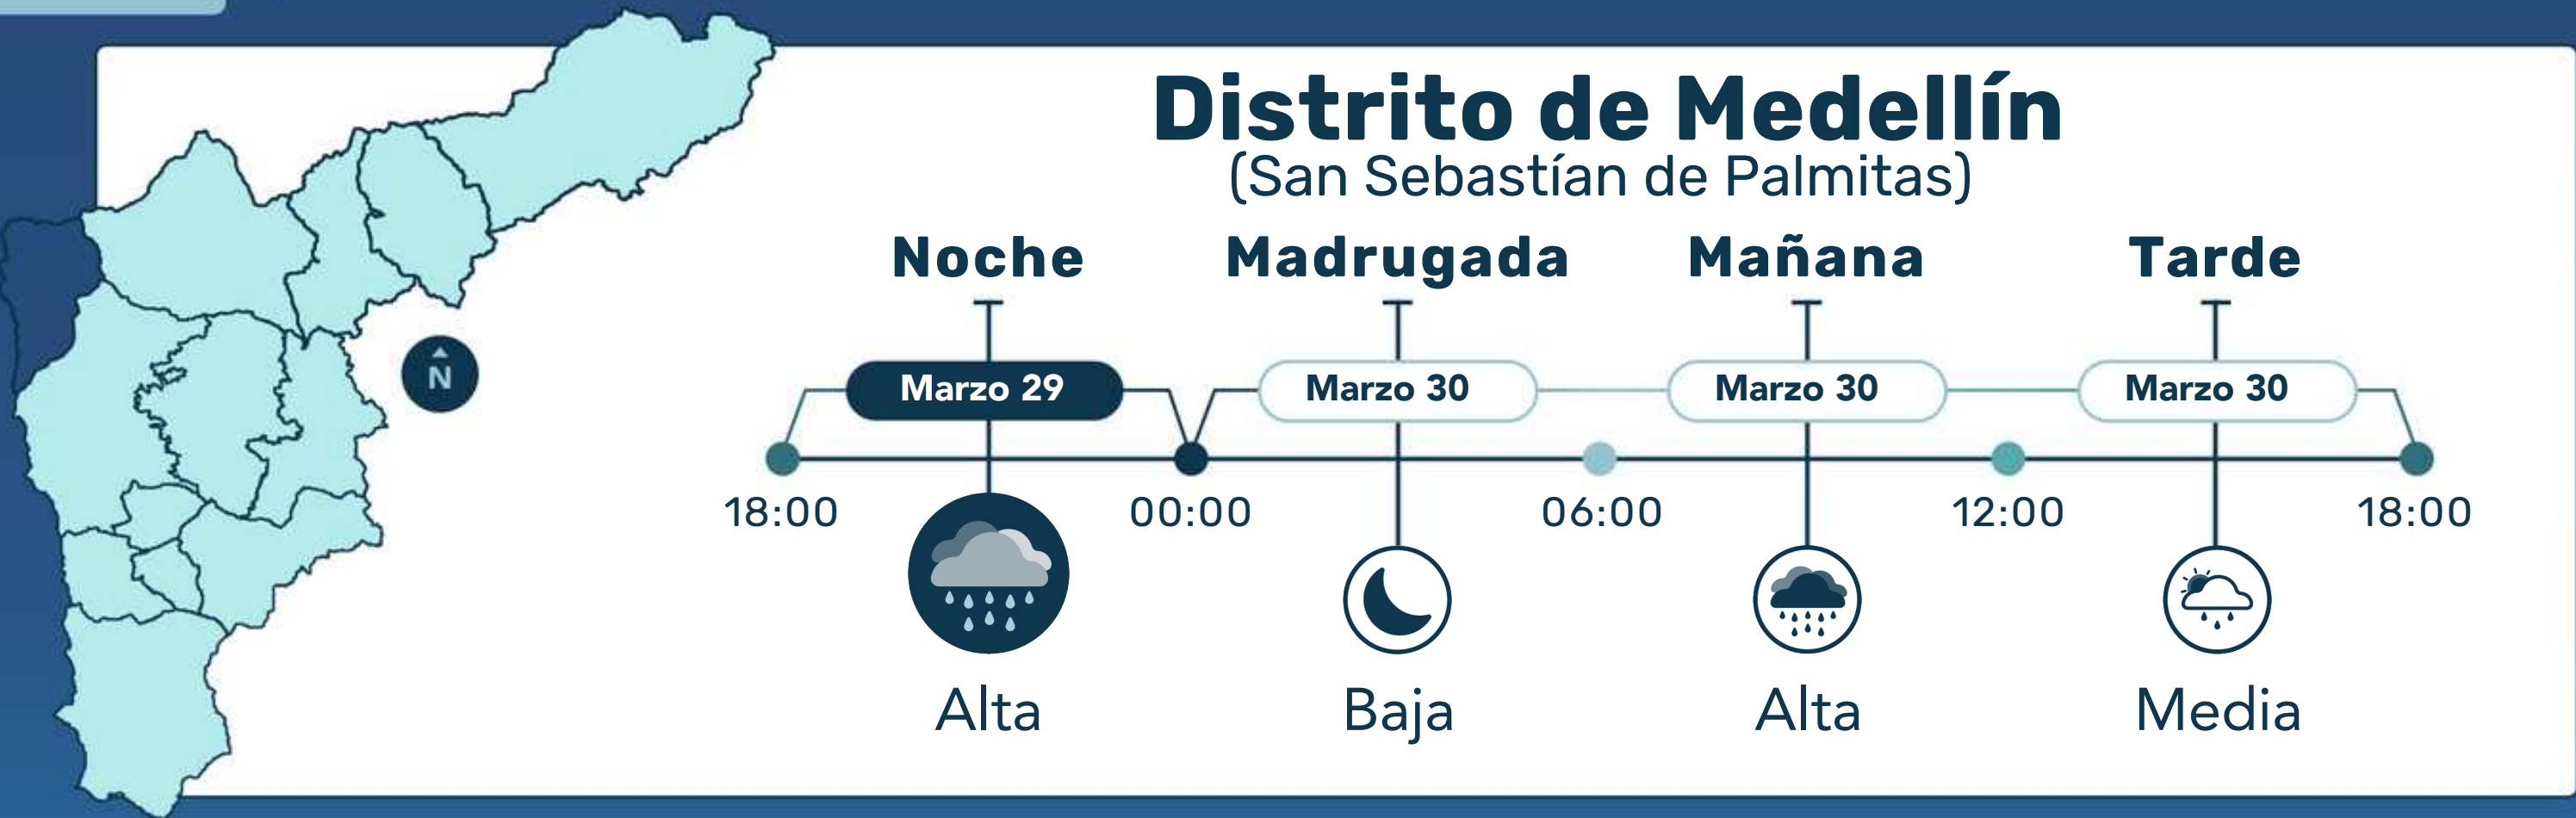 Distrito de Medellín
(San Sebastían de Palmitas)
Noche Madrugada Mañana Tarde
Marzo 29 Marzo 30 Marzo 30 Marzo 30
N
18:00 00:00 06:00 12:00 18:00
Alta Baja Alta Media